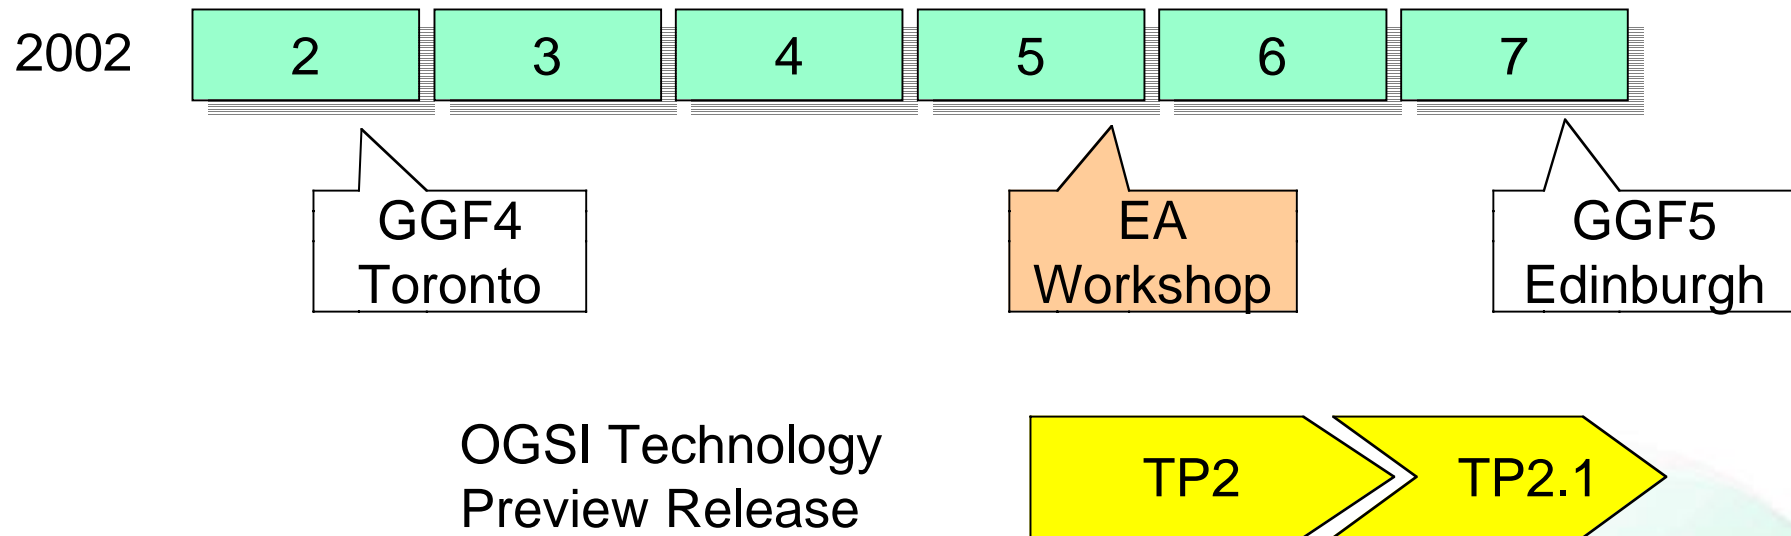 2002
2
3
4
5
6
7
GGF4
Toronto
EA
Workshop
GGF5
Edinburgh
OGSI Technology
Preview Release
TP2
TP2.1